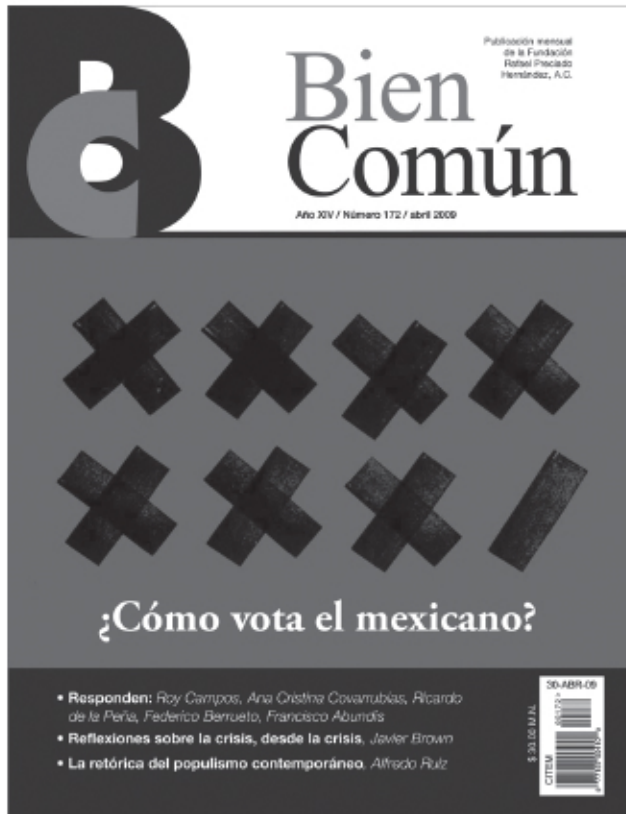 Publicación mensual
de la Fundación
Rafael Preciado
Hernández, A.C.
Bien
Común
Año XIV / Número 172 / abril 2009
¿Cómo vota el mexicano?
• Responden: Roy Campos, Ana Cristina Covarrubias, Ricardo
de la Peña, Federico Berrueto, Francisco Abundis
• Reflexiones sobre la crisis, desde la crisis, Javier Brown
• La retórica del populismo contemporáneo, Alfredo Ruiz
$ 30.00 M.N.
30-ABR-09
CITEM